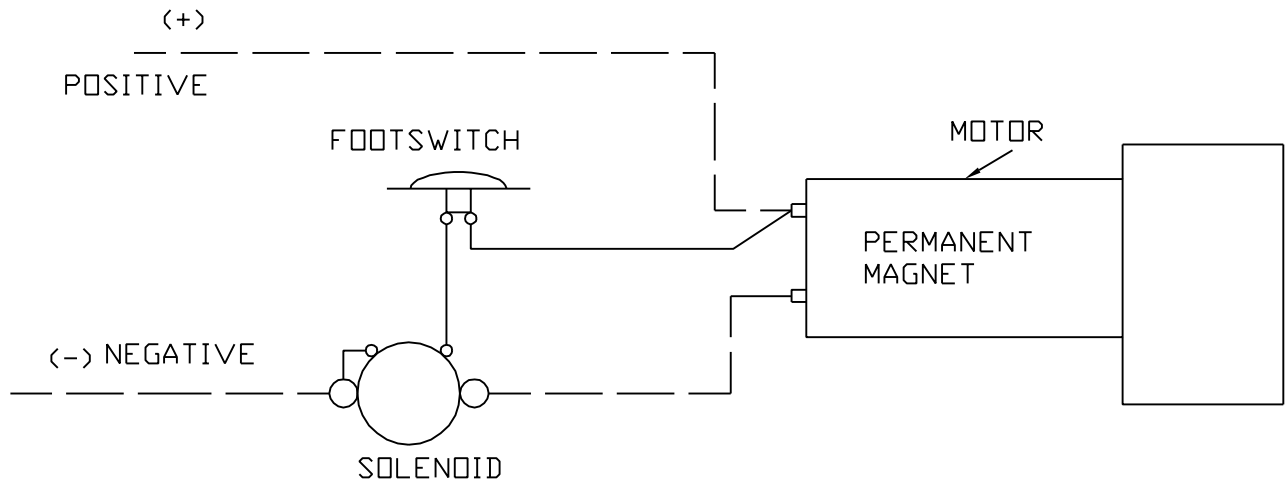 (+)
POSITIVE
FOOTSWITCH
MOTOR
PERMANENT
MAGNET
(-) NEGATIVE
SOLENOID